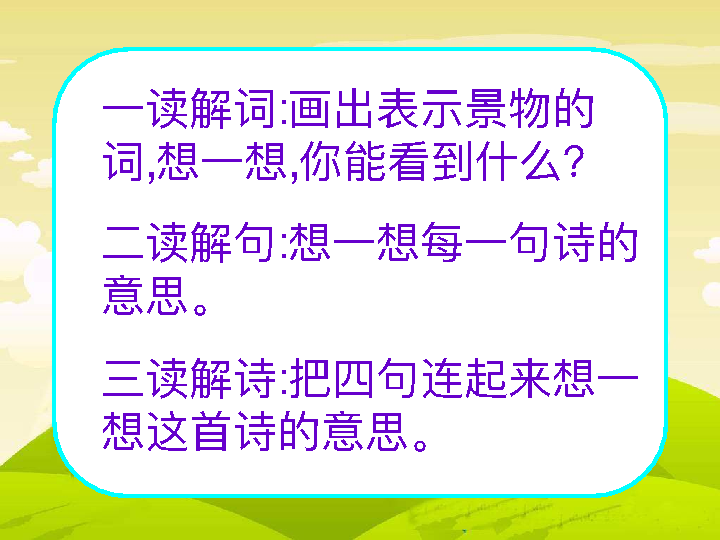 一读解词:画出表示景物的
词,想一想,你能看到什么?
二读解句:想一想每一句诗的
意思。
三读解诗:把四句连起来想一
想这首诗的意思。